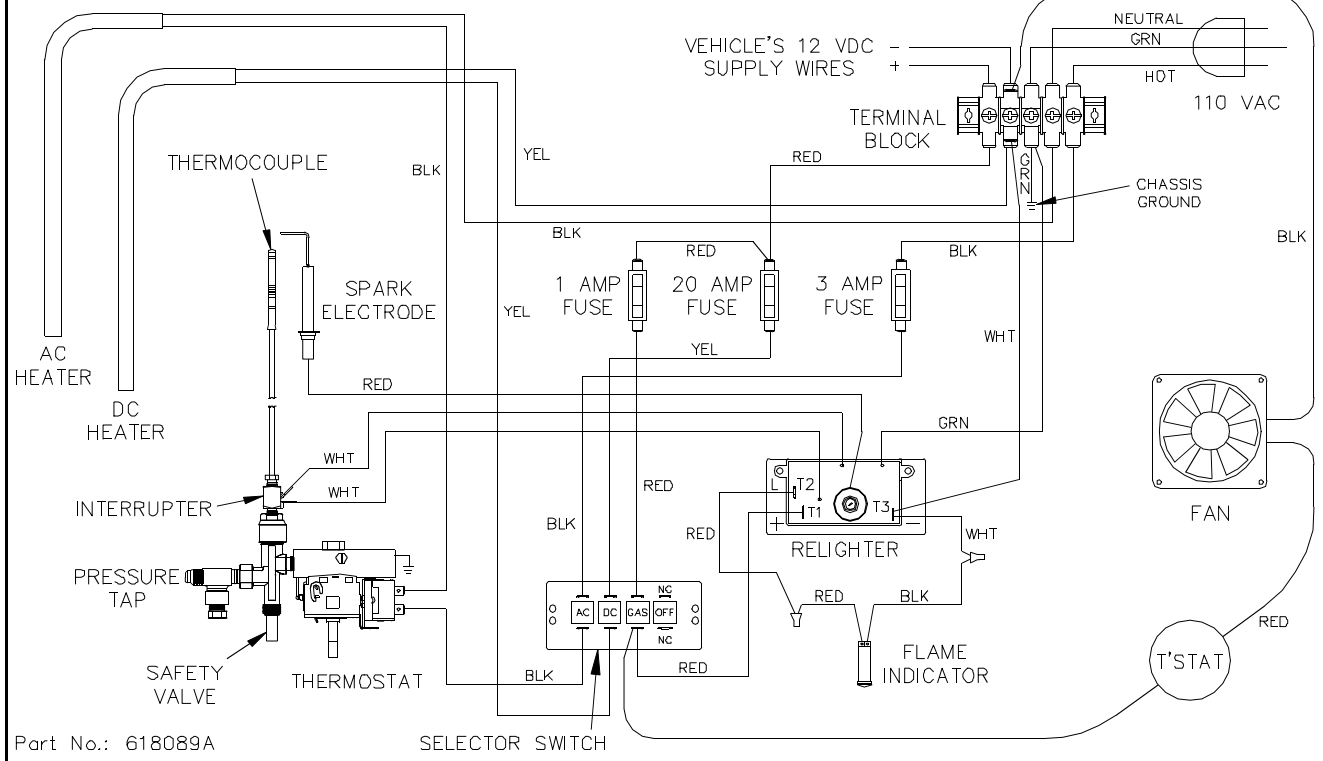 NEUTRAL
GRN
HOT
110 VAC
VEHICLE'S 12 VDC -
SUPPLY WIRES +
TERMINAL
BLOCK
GRN
CHASSIS
GROUND
BLK
THERMOCOUPLE
BLK
YEL
RED
BLK
RED
BLK
1 AMP
FUSE
20 AMP
FUSE
3 AMP
FUSE
SPARK
ELECTRODE
YEL
WHT
YEL
AC
HEATER
DC
HEATER
RED
GRN
WHT
WHT
INTERRUPTER
RED
BLK
L
T2
T1
T3
+
-
RELIGHTER
RED
WHT
FAN
PRESSURE
TAP
NC
AC
DC
GAS
OFF
NC
RED
BLK
RED
T'STAT
FLAME
INDICATOR
SAFETY
VALVE
THERMOSTAT
BLK
RED
Part No.: 618089A
SELECTOR SWITCH